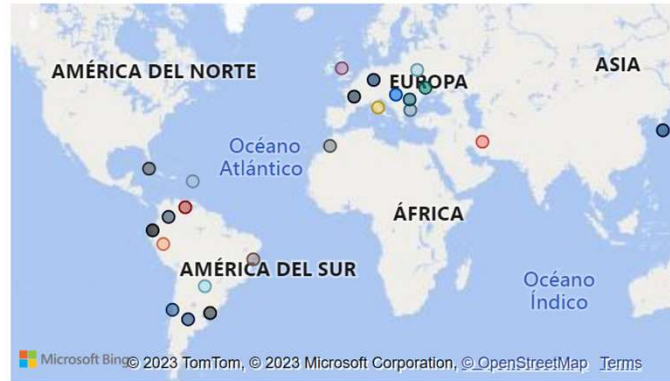 AMÉRICA DEL NORTE
EUROPA
ASIA
Océano
Atlántico
ÁFRICA
AMÉRICA DEL SUR
Océano
Índico
Microsoft Bing
© 2023 TomTom, © 2023 Microsoft Corporation, © OpenStreetMap Terms